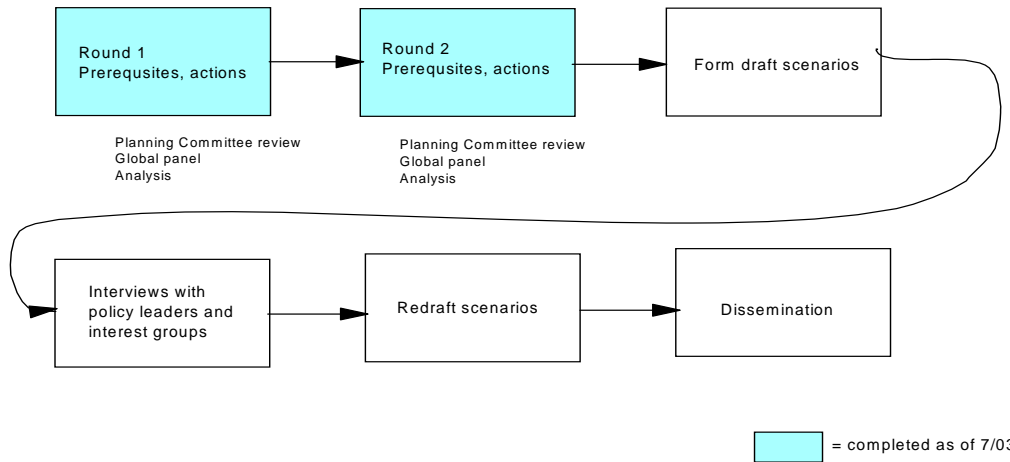 Round 1
Prerequsites, actions
Round 2
Prerequsites, actions
Form draft scenarios
Planning Committee review
Global panel
Analysis
Planning Committee review
Global panel
Analysis
Interviews with
policy leaders and
interest groups
Redraft scenarios
Dissemination
= completed as of 7/03